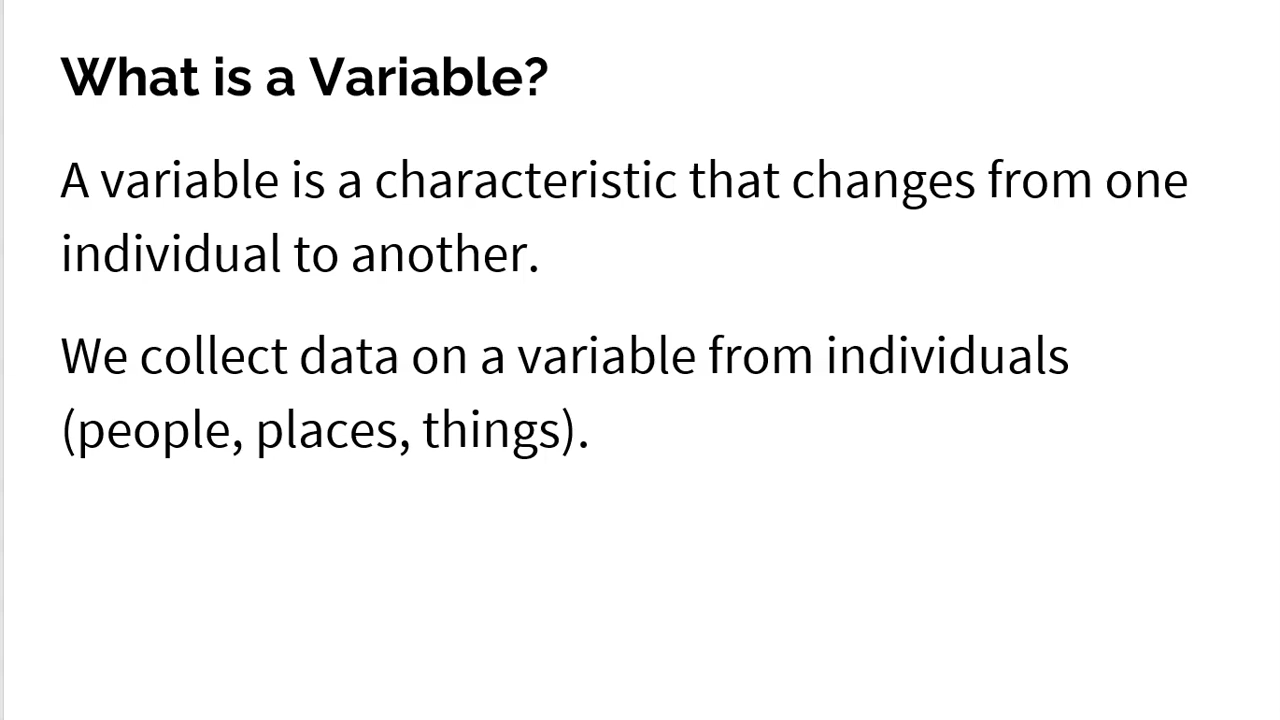 What is a Variable?
A variable is a characteristic that changes from one
individual to another.
We collect data on a variable from individuals
(people, places, things).